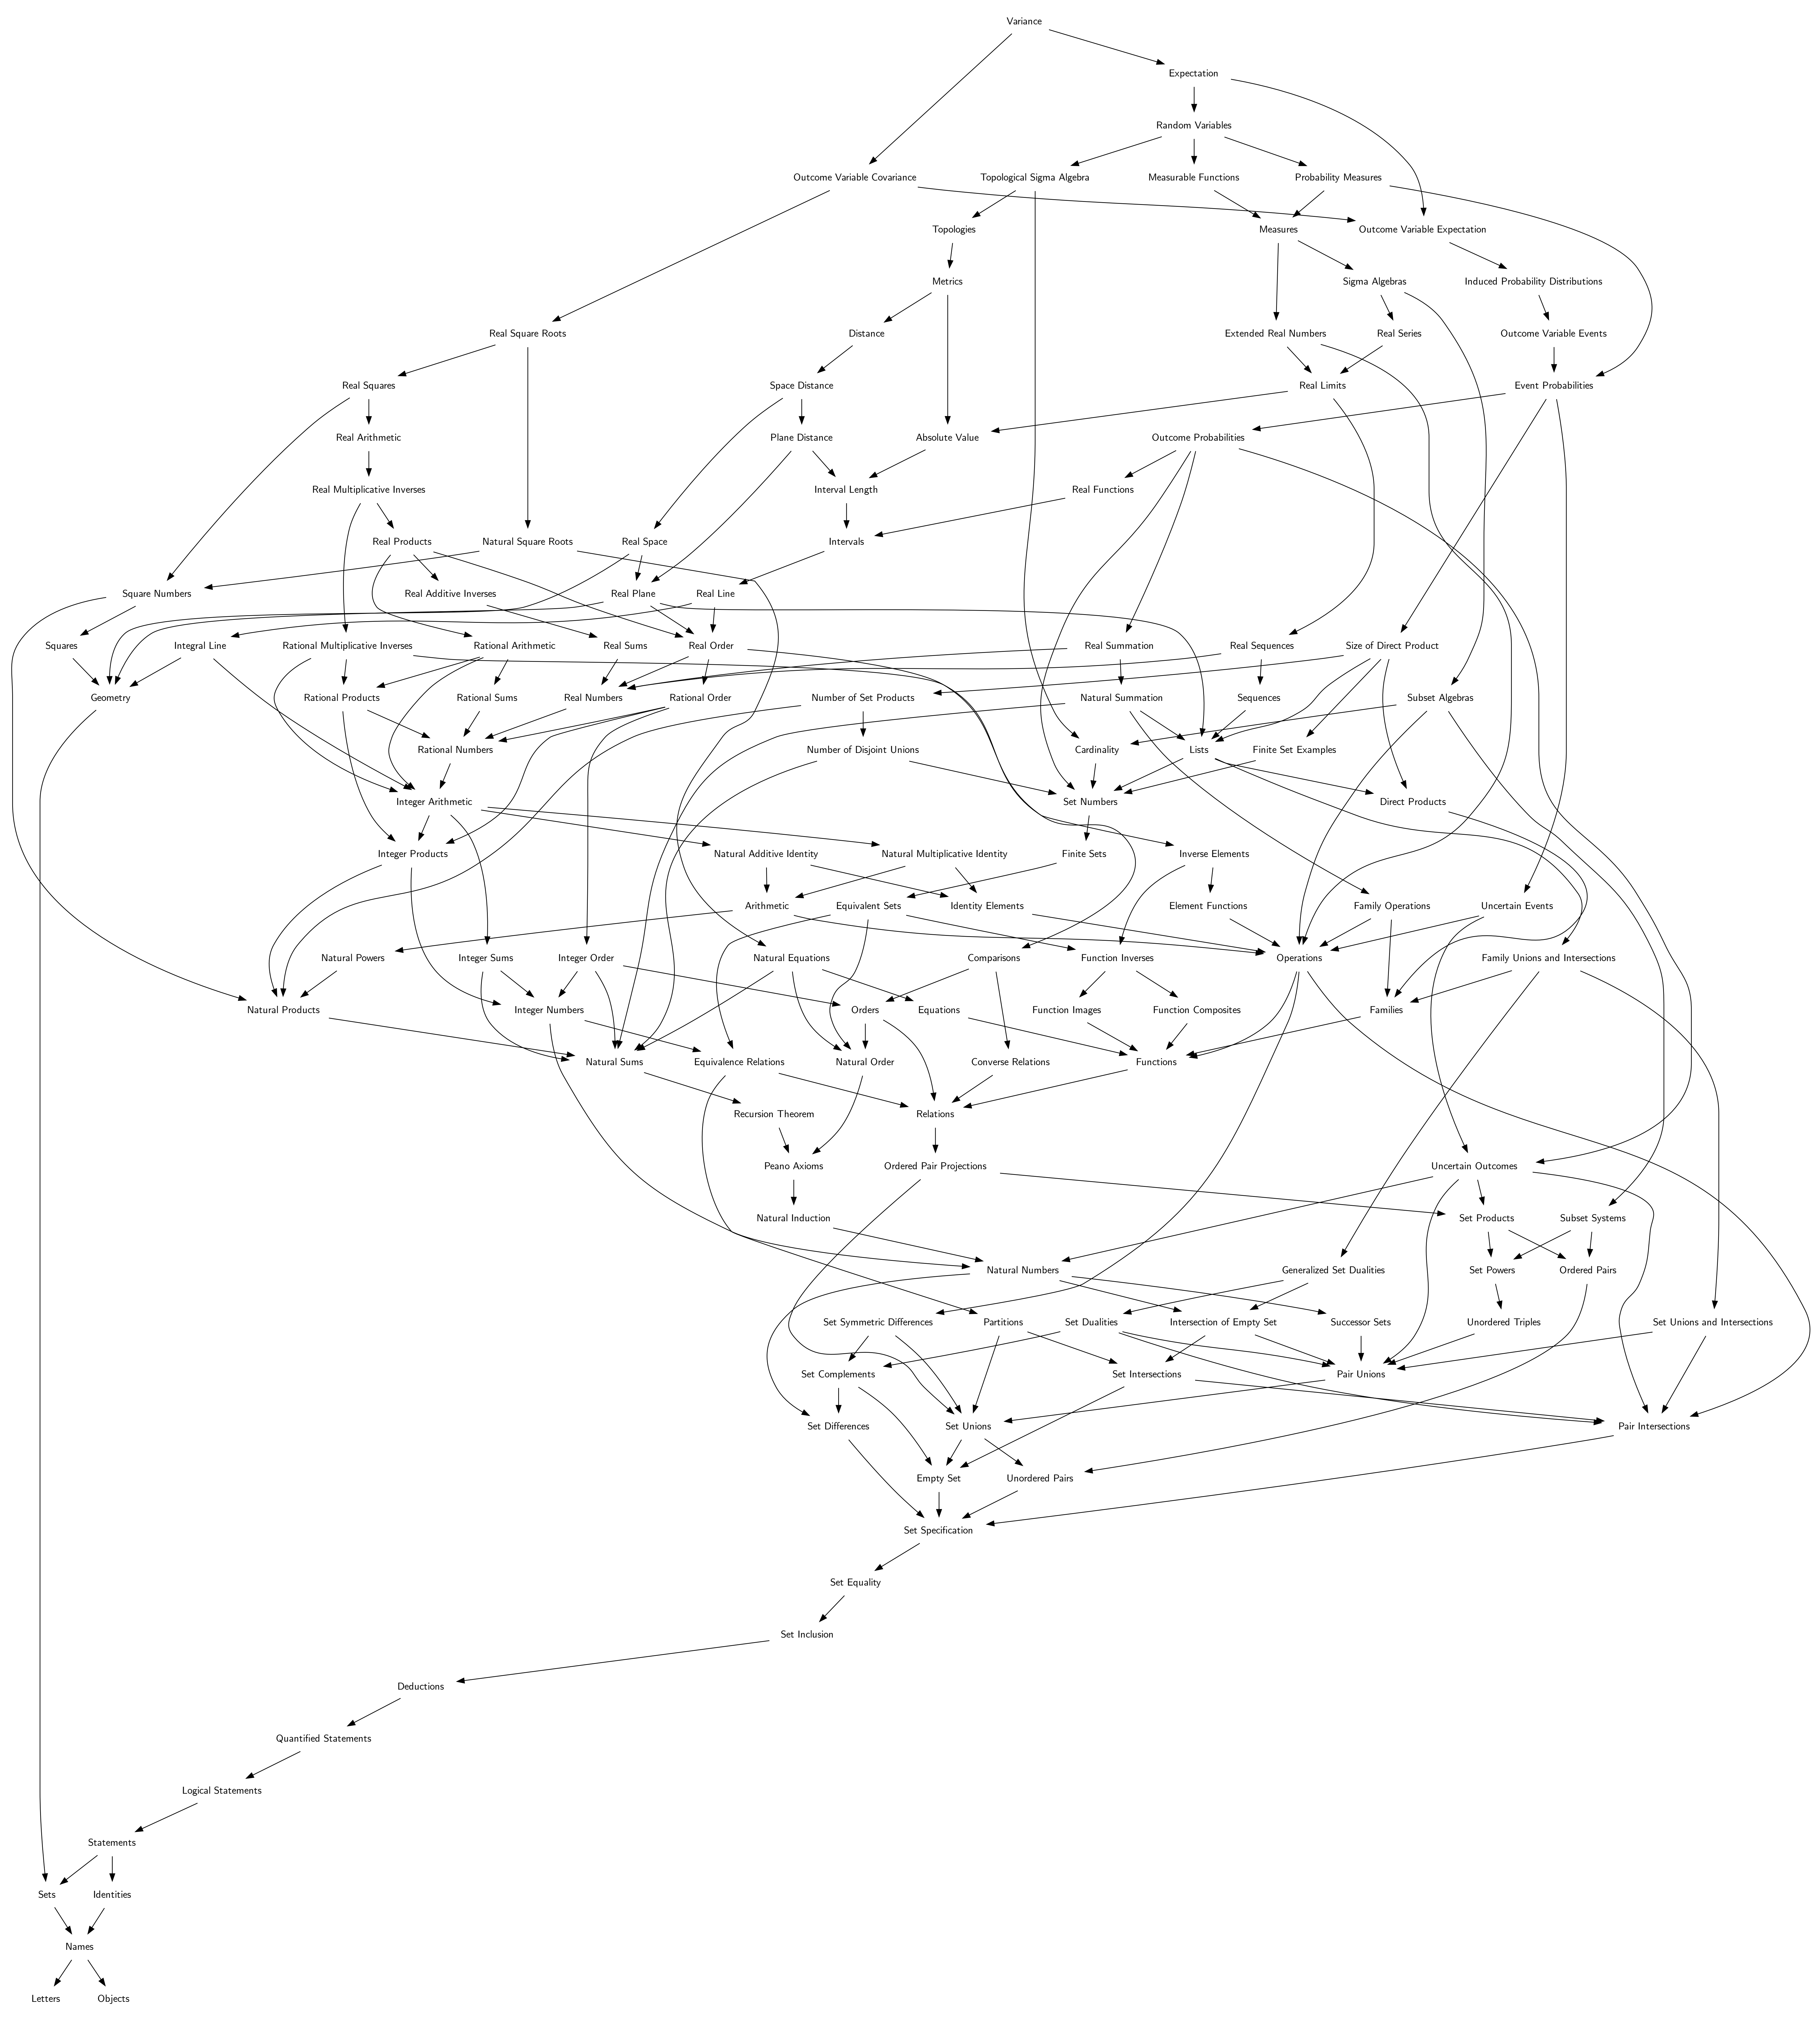 Variance
Expectation
Random Variables
Outcome Variable Covariance
Topological Sigma Algebra
Measurable Functions
Probability Measures
Topologies
Measures
Outcome Variable Expectation
Metrics
Sigma Algebras
Induced Probability Distributions
Real Square Roots
Distance
Extended Real Numbers
Real Series
Outcome Variable Events
Real Squares
Space Distance
Real Limits
Event Probabilities
Real Arithmetic
Plane Distance
Absolute Value
Outcome Probabilities
Real Multiplicative Inverses
Interval Length
Real Functions
Real Products
Natural Square Roots
Real Space
Intervals
Square Numbers
Real Additive Inverses
Real Plane
Real Line
Squares
Integral Line
Rational Multiplicative Inverses
Rational Arithmetic
Real Sums
Real Order
Real Summation
Real Sequences
Size of Direct Product
Geometry
Rational Products
Rational Sums
Real Numbers
Rational Order
Number of Set Products
Natural Summation
Sequences
Subset Algebras
Rational Numbers
Number of Disjoint Unions
Cardinality
Lists
Finite Set Examples
Integer Arithmetic
Set Numbers
Direct Products
Integer Products
Natural Additive Identity
Natural Multiplicative Identity
Finite Sets
Inverse Elements
Arithmetic
Equivalent Sets
Identity Elements
Element Functions
Family Operations
Uncertain Events
Natural Powers
Integer Sums
Integer Order
Natural Equations
Comparisons
Function Inverses
Operations
Family Unions and Intersections
Natural Products
Integer Numbers
Orders
Equations
Function Images
Function Composites
Families
Natural Sums
Equivalence Relations
Natural Order
Converse Relations
Functions
Recursion Theorem
Relations
Peano Axioms
Ordered Pair Projections
Uncertain Outcomes
Natural Induction
Set Products
Subset Systems
Natural Numbers
Generalized Set Dualities
Set Powers
Ordered Pairs
Set Symmetric Differences
Partitions
Set Dualities
Intersection of Empty Set
Successor Sets
Unordered Triples
Set Unions and Intersections
Set Complements
Set Intersections
Pair Unions
Set Differences
Set Unions
Pair Intersections
Empty Set
Unordered Pairs
Set Specification
Set Equality
Set Inclusion
Deductions
Quantified Statements
Logical Statements
Statements
Sets
Identities
Names
Letters
Objects